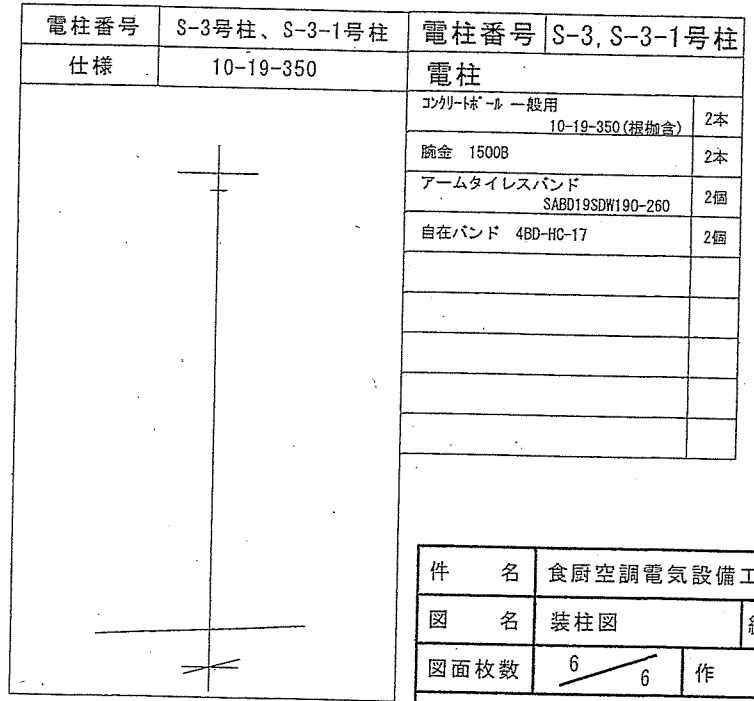 電柱番号 S-3号柱、S-3-1号柱
仕様 10-19-350
電柱番号 S-3,S-3-1号柱
電柱
コンクリートポール 一般用
10-19-350(根枷含) 2本
腕金 1500B 2本
アームタイレスバンド
SABD19SDW190-260 2個
自在バンド 4BD-HC-17 2個
件 名 食厨空調電気設備工
図 名 装柱図
図面枚数 6/6 作